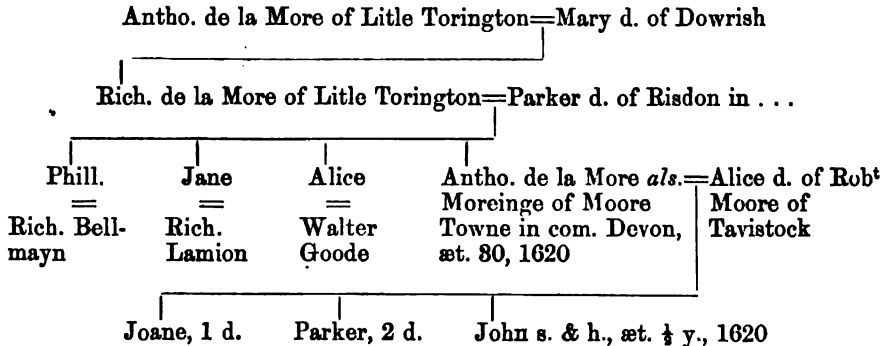 Antho. de la More of Litle Torington=Mary d. of Dowrish
Rich. de la More of Litle Torington=Parker d. of Risdon in . . .
Phill. = Rich. Bell-
mayn
Jane = Rich.
Lamion
Alice = Walter
Goode
Antho. de la More als.=Alice d. of Robt
Moreinge of Moore
Towne in com. Devon,
æt. 80, 1620
Moore of
Tavistock
Joane, 1 d. Parker, 2 d. John s. & h., æt. ½ y., 1620